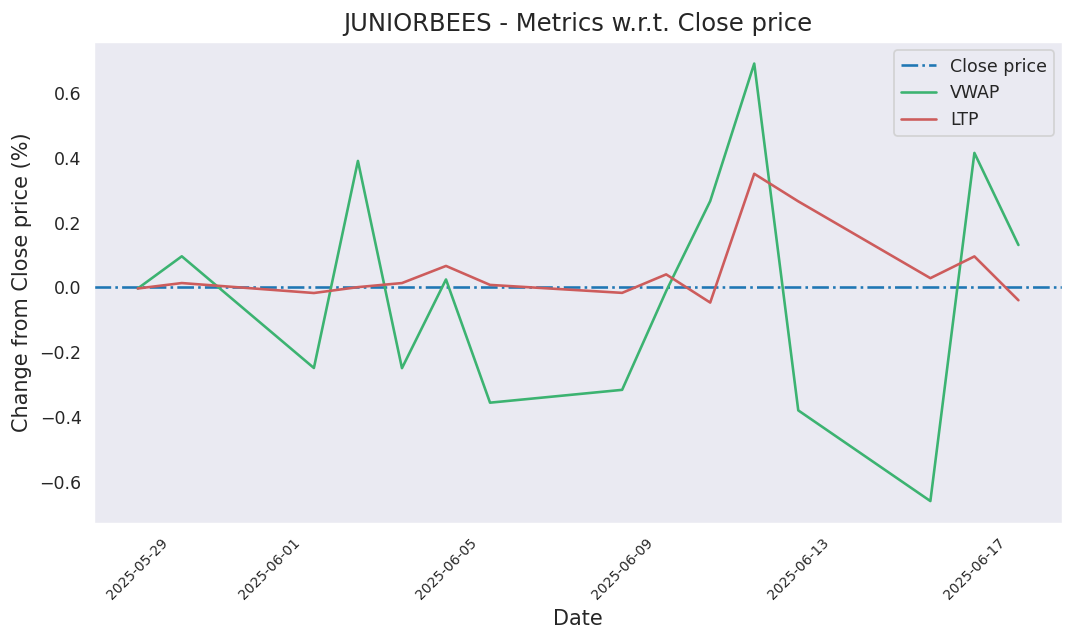 JUNIORBEES - Metrics w.r.t. Close price
Close price
VWAP
LTP
Change from Close price (%)
0.6
0.4
0.2
0.0
−0.2
−0.4
−0.6
2025-05-29
2025-06-01
2025-06-05
2025-06-09
2025-06-13
2025-06-17
Date